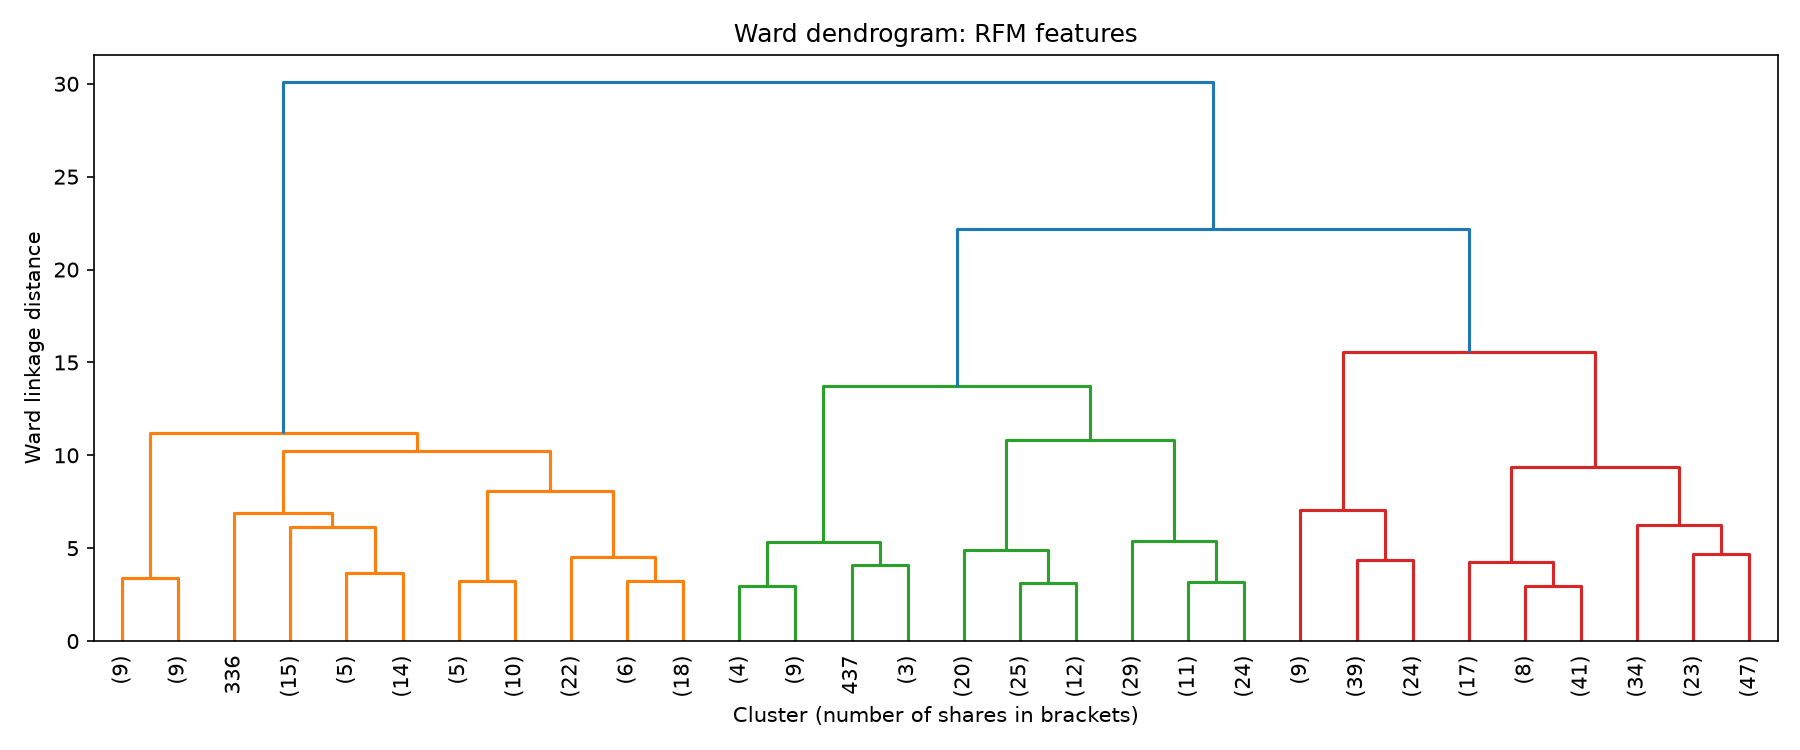 Ward dendrogram: RFM features
30
25
20
15
10
5
0
Ward linkage distance
(9) (9) 336 (15) (5) (14) (5) (10) (22) (6) (18) (4) (9) 437 (3) (20) (25) (12) (29) (11) (24) (9) (39) (24) (17) (8) (41) (34) (23) (47)
Cluster (number of shares in brackets)